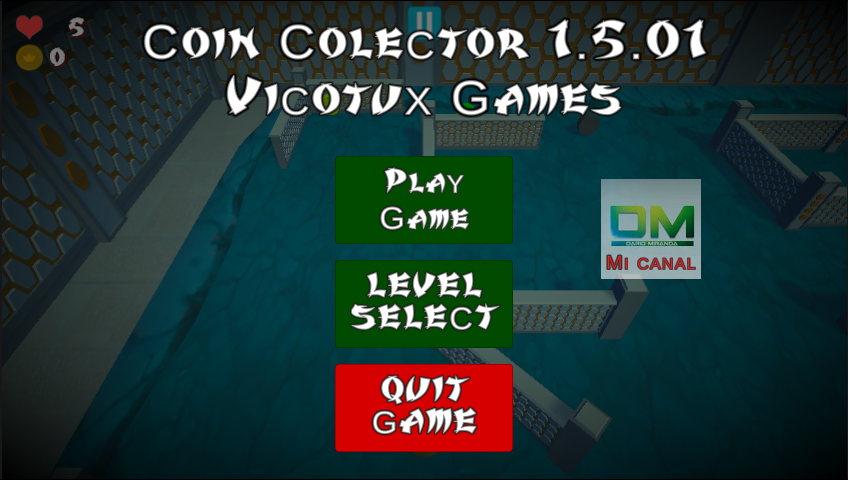 5
0
Coin Colector 1.5.01
Vicotux Games
Play
Game
DM
DARIO MIRANDA
Mi canal
LEVEL
SELECT
QUIT
GAME